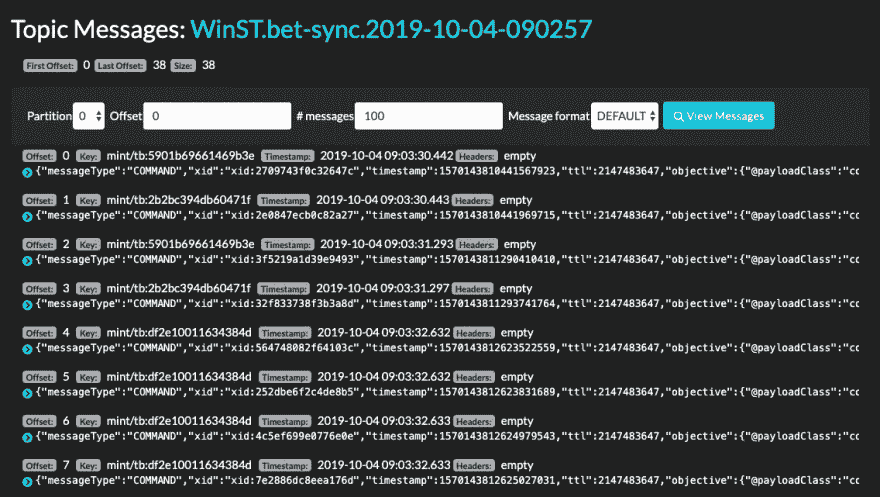 Topic Messages: WinST.bet-sync.2019-10-04-090257
First Offset: 0 Last Offset: 38 Size: 38
Partition 0 Offset 0 # messages 100 Message format DEFAULT View Messages
Offset: 0 Key: mint/tb:5901b69661469b3e Timestamp: 2019-10-04 09:03:30.442 Headers: empty
{"messageType":"COMMAND","xid":"xid:2709743f0c32647c","timestamp":1570143810441567923,"ttl":2147483647,"objective":{"@payloadClass":"co
Offset: 1 Key: mint/tb:2b2bc394db60471f Timestamp: 2019-10-04 09:03:30.443 Headers: empty
{"messageType":"COMMAND","xid":"xid:2e0847ecb0c82a27","timestamp":1570143810441969715,"ttl":2147483647,"objective":{"@payloadClass":"co
Offset: 2 Key: mint/tb:5901b69661469b3e Timestamp: 2019-10-04 09:03:31.293 Headers: empty
{"messageType":"COMMAND","xid":"xid:3f5219a1d39e9493","timestamp":1570143811290410410,"ttl":2147483647,"objective":{"@payloadClass":"co
Offset: 3 Key: mint/tb:2b2bc394db60471f Timestamp: 2019-10-04 09:03:31.297 Headers: empty
{"messageType":"COMMAND","xid":"xid:32f833738f3b3a8d","timestamp":1570143811293741764,"ttl":2147483647,"objective":{"@payloadClass":"co
Offset: 4 Key: mint/tb:df2e10011634384d Timestamp: 2019-10-04 09:03:32.632 Headers: empty
{"messageType":"COMMAND","xid":"xid:564748082f64103c","timestamp":1570143812623522559,"ttl":2147483647,"objective":{"@payloadClass":"co
Offset: 5 Key: mint/tb:df2e10011634384d Timestamp: 2019-10-04 09:03:32.632 Headers: empty
{"messageType":"COMMAND","xid":"xid:252dbe6f2c4de8b5","timestamp":1570143812623831689,"ttl":2147483647,"objective":{"@payloadClass":"co
Offset: 6 Key: mint/tb:df2e10011634384d Timestamp: 2019-10-04 09:03:32.633 Headers: empty
{"messageType":"COMMAND","xid":"xid:4c5ef699e0776e0e","timestamp":1570143812624979543,"ttl":2147483647,"objective":{"@payloadClass":"co
Offset: 7 Key: mint/tb:df2e10011634384d Timestamp: 2019-10-04 09:03:32.633 Headers: empty
{"messageType":"COMMAND","xid":"xid:7e2886dc8eea176d","timestamp":1570143812625027031,"ttl":2147483647,"objective":{"@payloadClass":"co